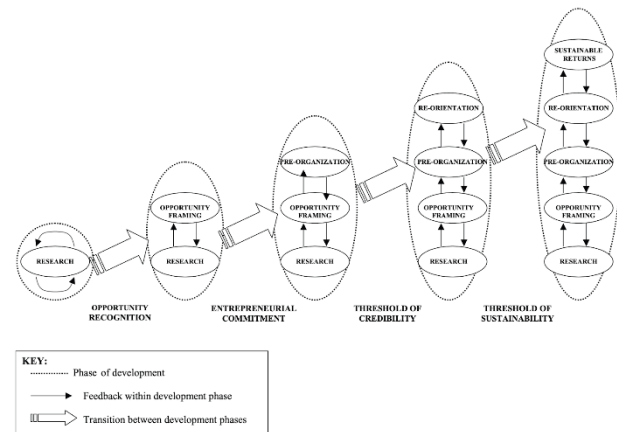 RESEARCH
OPPORTUNITY
FRAMING
RESEARCH
PRE-ORGANIZATION
OPPORTUNITY
FRAMING
RESEARCH
RE-ORIENTATION
PRE-ORGANIZATION
OPPORTUNITY
FRAMING
RESEARCH
SUSTAINABLE
RETURNS
RE-ORIENTATION
PRE-ORGANIZATION
OPPORUNITY
FRAMING
RESEARCH
OPPORTUNITY
RECOGNITION
ENTREPRENEURIAL
COMMITMENT
THRESHOLD OF
CREDIBILITY
THRESHOLD OF
SUSTAINABILITY
KEY:
Phase of development
Feedback within development phase
Transition between development phases